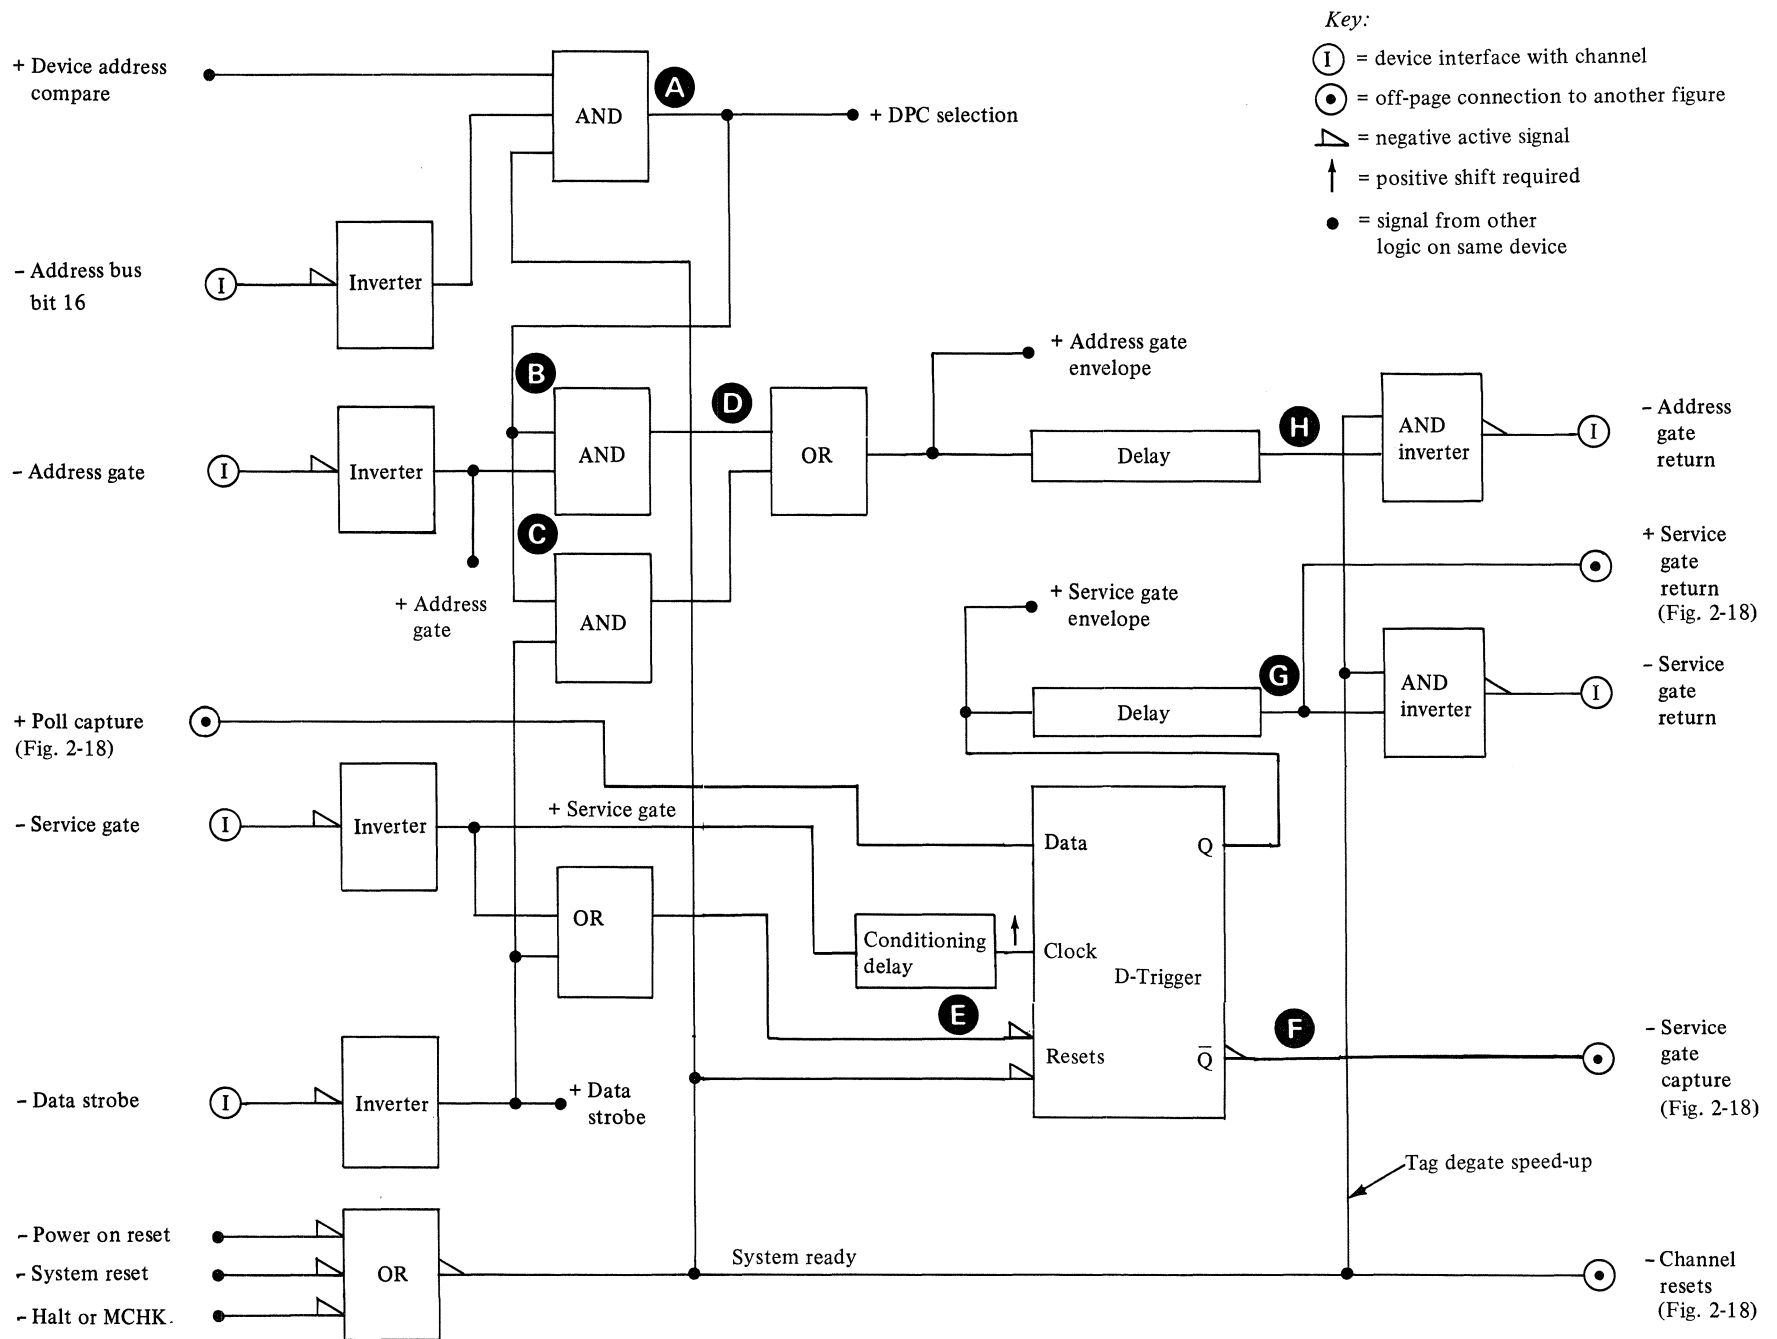 Key:
I = device interface with channel
= off-page connection to another figure
= negative active signal
= positive shift required
= signal from other
logic on same device
+ Device address
compare
AND
A
+ DPC selection
– Address bus
bit 16
I
Inverter
B
D
+ Address gate
envelope
– Address gate
I
Inverter
AND
OR
Delay
H
AND
inverter
I
– Address
gate
return
C
+ Address
gate
AND
+ Service gate
envelope
+ Service
gate
return
(Fig. 2-18)
G
Delay
AND
inverter
I
– Service
gate
return
+ Poll capture
(Fig. 2-18)
– Service gate
I
Inverter
+ Service gate
Data
Q
OR
Conditioning
delay
Clock
D-Trigger
E
Resets
Q̅
F
– Service
gate
capture
(Fig. 2-18)
– Data strobe
I
Inverter
+ Data
strobe
Tag degate speed-up
– Power on reset
– System reset
– Halt or MCHK.
OR
System ready
– Channel
resets
(Fig. 2-18)